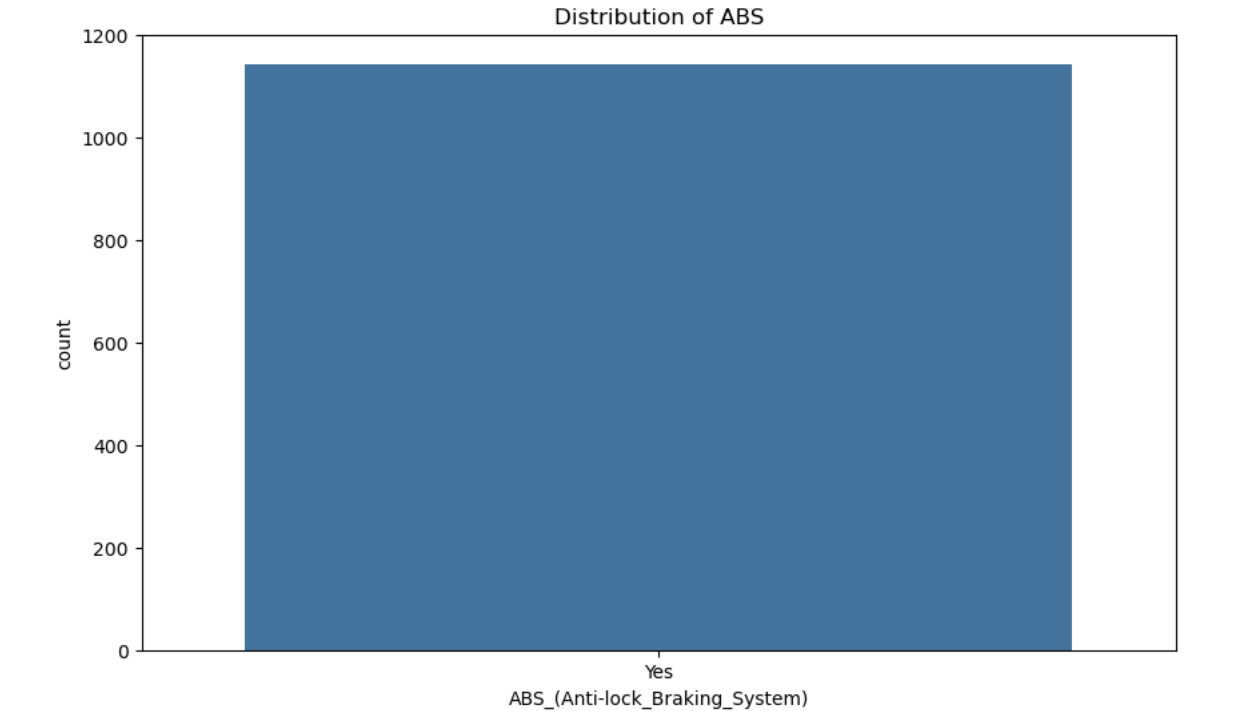 Distribution of ABS
1200
1000
800
600
400
200
0
count
Yes
ABS_(Anti-lock_Braking_System)